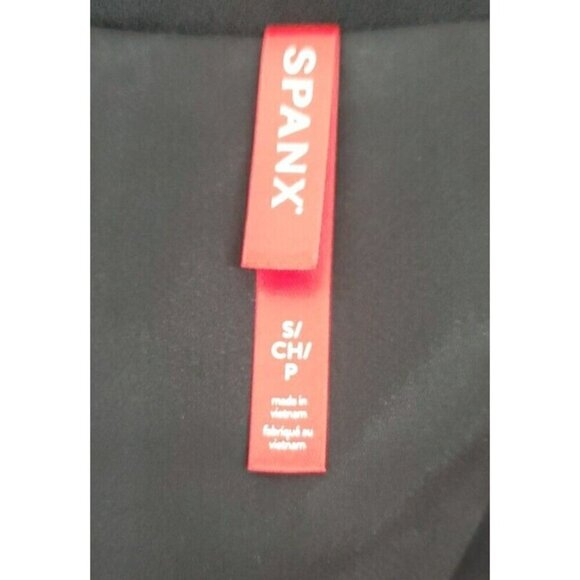 SPANX
S/
CH/
P
made in
vietnam
fabriqué au
vietnam